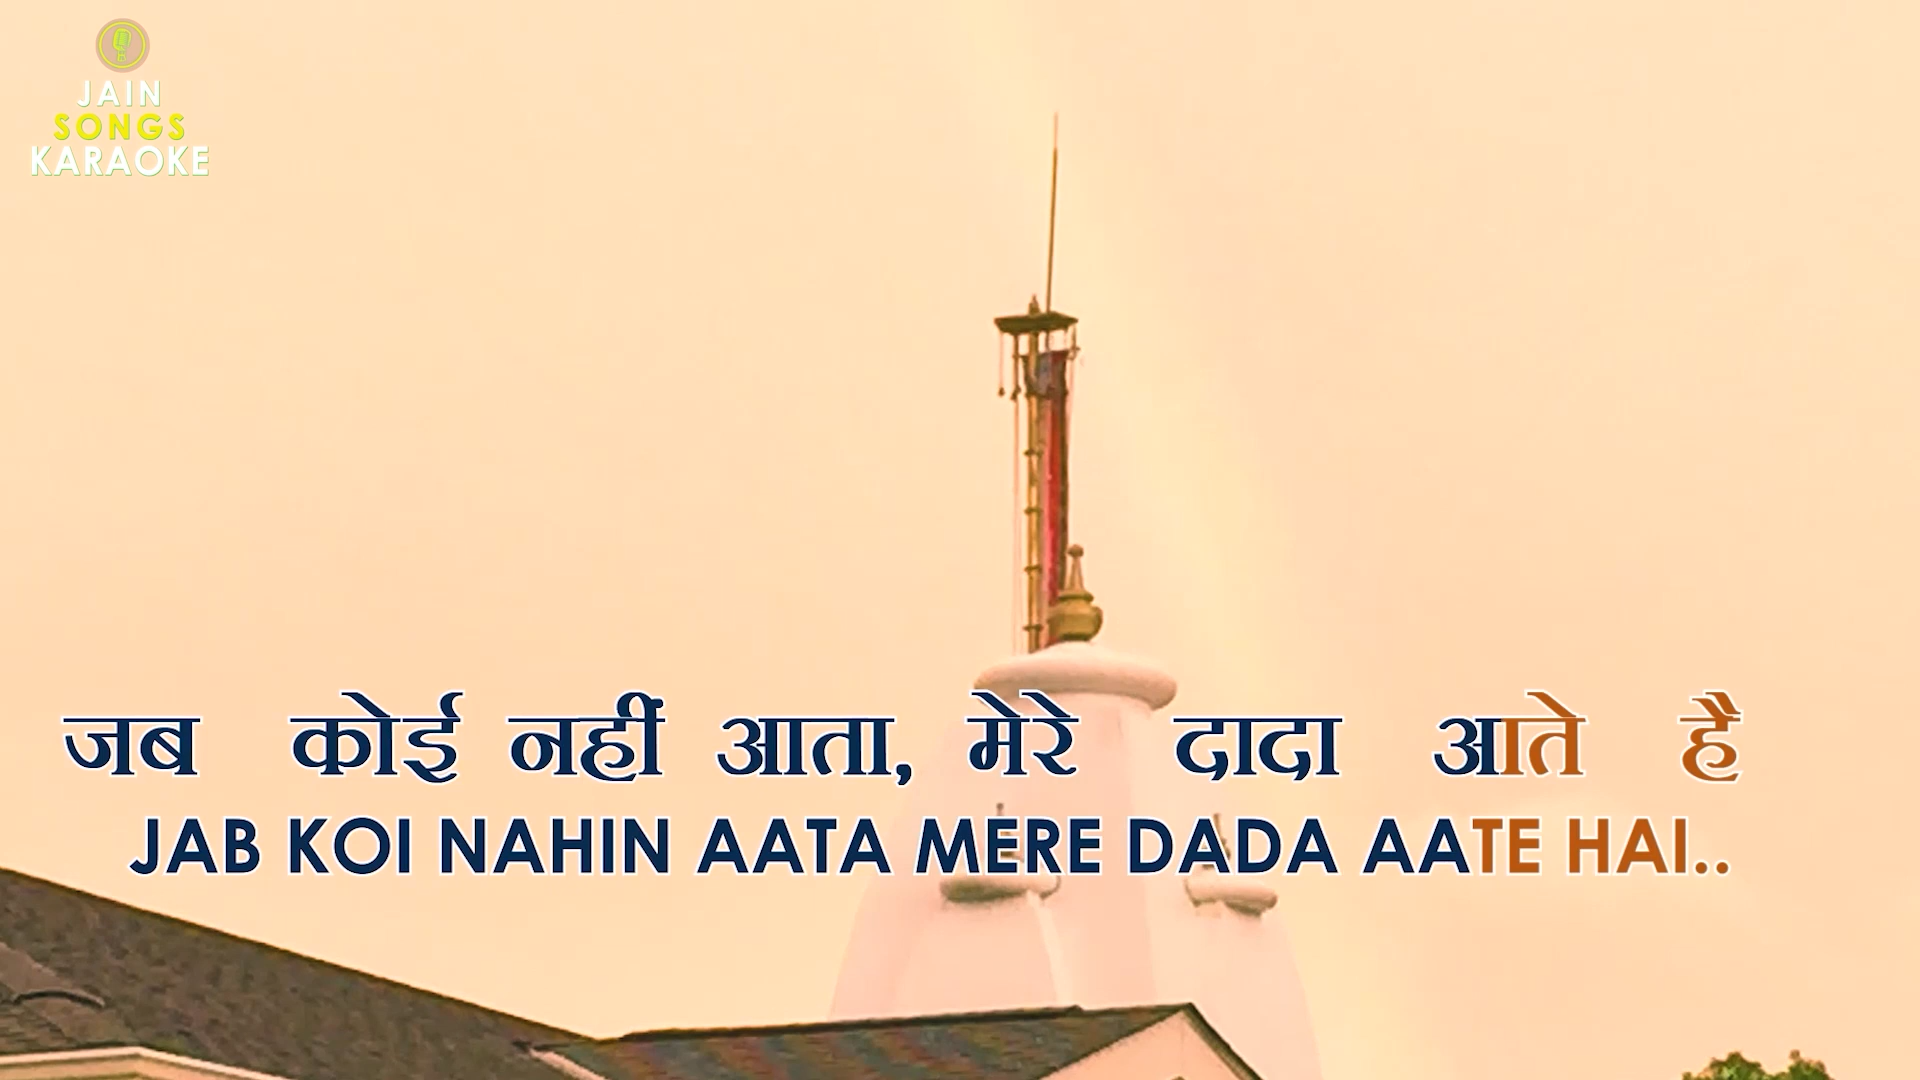 JAIN
SONGS
KARAOKE
जब कोई नहीं आता, मेरे दादा आते है
JAB KOI NAHIN AATA MERE DADA AATE HAI..